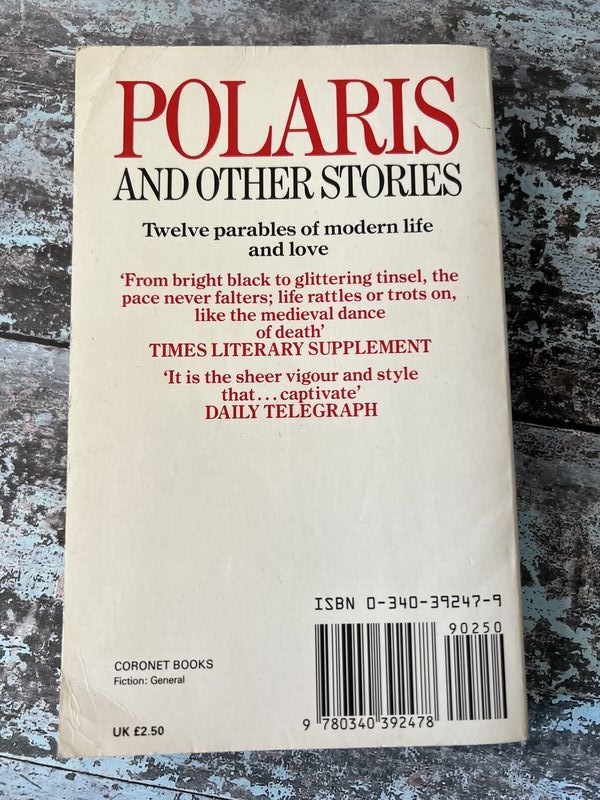 POLARIS
AND OTHER STORIES
Twelve parables of modern life
and love
‘From bright black to glittering tinsel, the
pace never falters; life rattles or trots on,
like the medieval dance
of death’
TIMES LITERARY SUPPLEMENT
‘It is the sheer vigour and style
that...captivate’
DAILY TELEGRAPH
ISBN 0-340-39247-9
90250
CORONET BOOKS
Fiction: General
UK £2.50
9 780340 392478